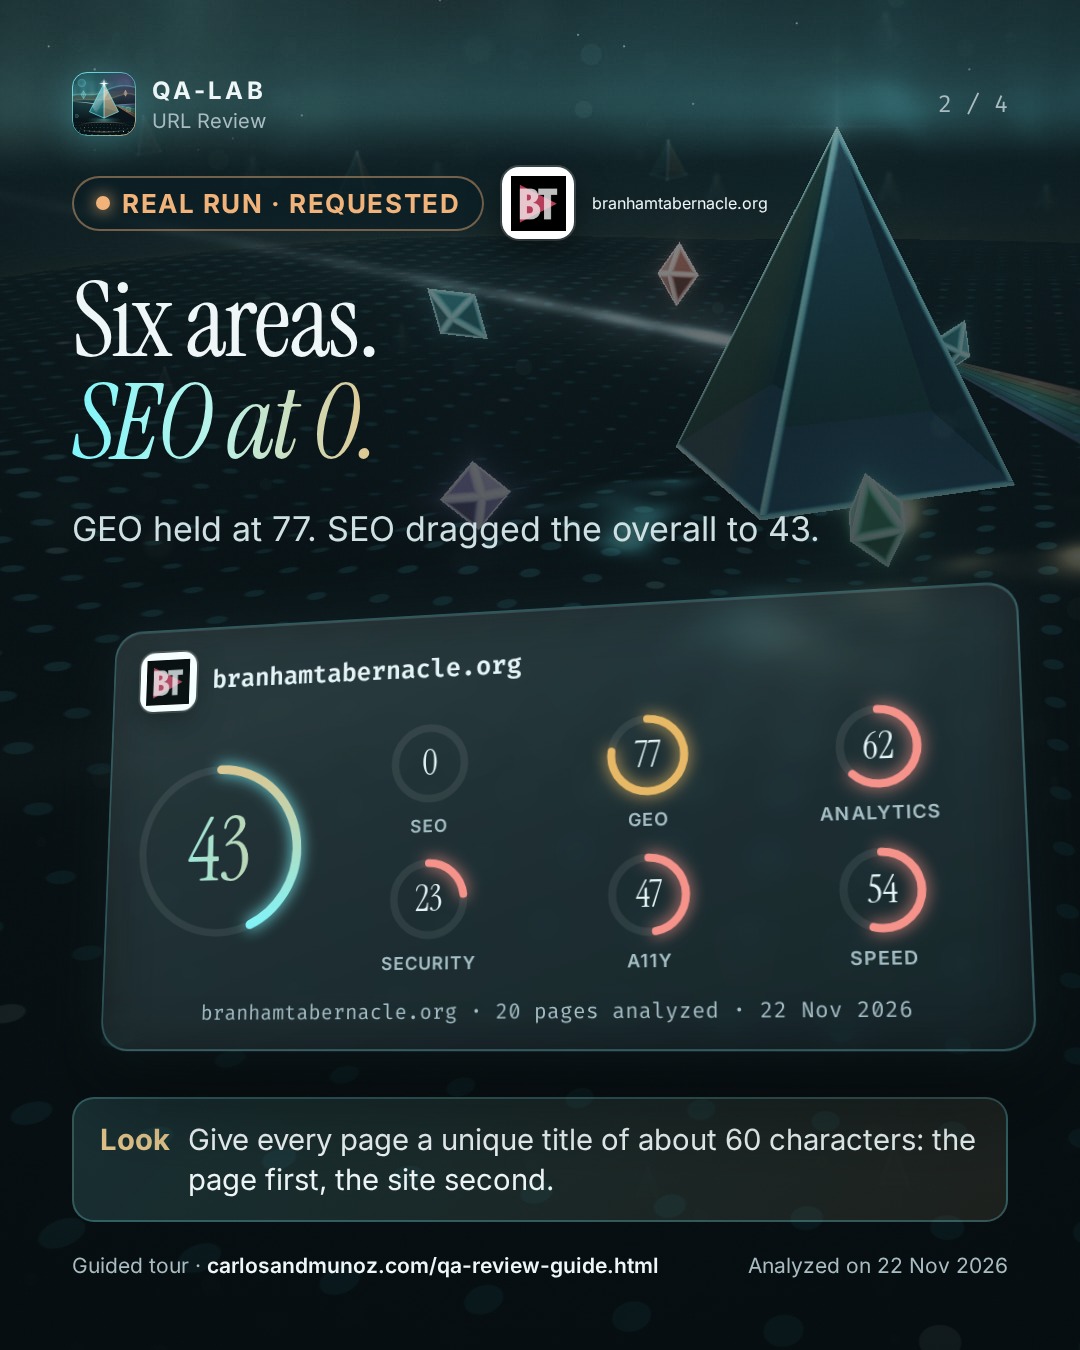 QA-LAB
URL Review
2 / 4
REAL RUN · REQUESTED
BT
branhamtabernacle.org
Six areas.
SEO at 0.
GEO held at 77. SEO dragged the overall to 43.
BT
branhamtabernacle.org
43
0
SEO
77
GEO
62
ANALYTICS
23
SECURITY
47
A11Y
54
SPEED
branhamtabernacle.org · 20 pages analyzed · 22 Nov 2026
Look Give every page a unique title of about 60 characters: the
page first, the site second.
Guided tour · carlosandmunoz.com/qa-review-guide.html
Analyzed on 22 Nov 2026